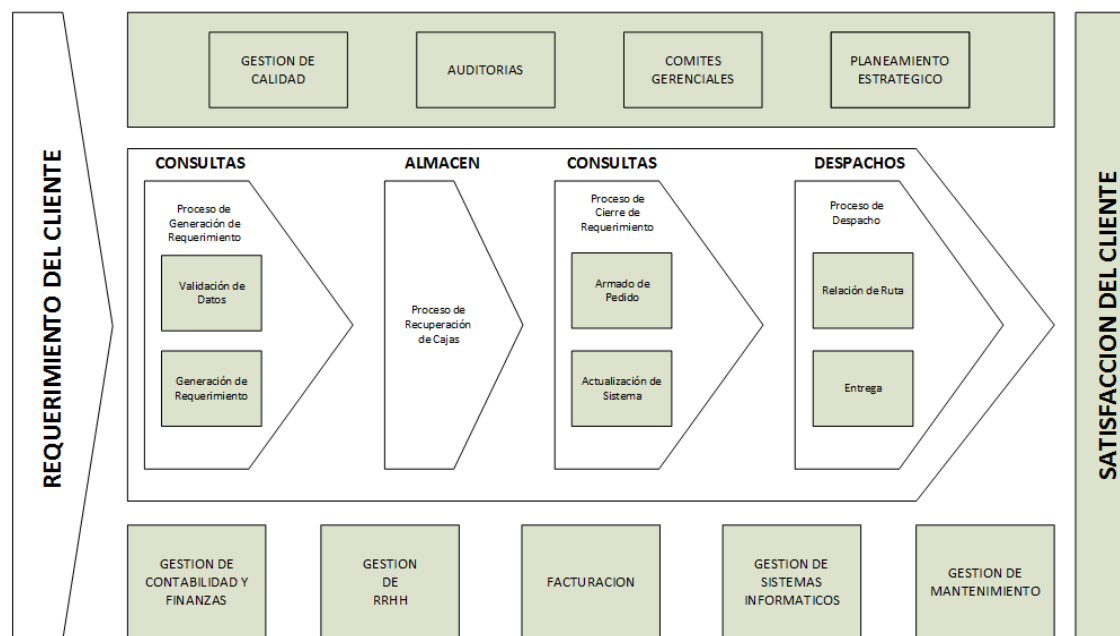 REQUERIMIENTO DEL CLIENTE
GESTION DE
CALIDAD
AUDITORIAS
COMITES
GERENCIALES
PLANEAMIENTO
ESTRATEGICO
CONSULTAS
Proceso de
Generación de
Requerimiento
Validación de
Datos
Generación de
Requerimiento
ALMACEN
Proceso de
Recuperación
de Cajas
CONSULTAS
Proceso de
Cierre de
Requerimiento
Armado de
Pedido
Actualización de
Sistema
DESPACHOS
Proceso de
Despacho
Relación de Ruta
Entrega
GESTION DE
CONTABILIDAD Y
FINANZAS
GESTION
DE
RRHH
FACTURACION
GESTION DE
SISTEMAS
INFORMATICOS
GESTION DE
MANTENIMIENTO
SATISFACCION DEL CLIENTE